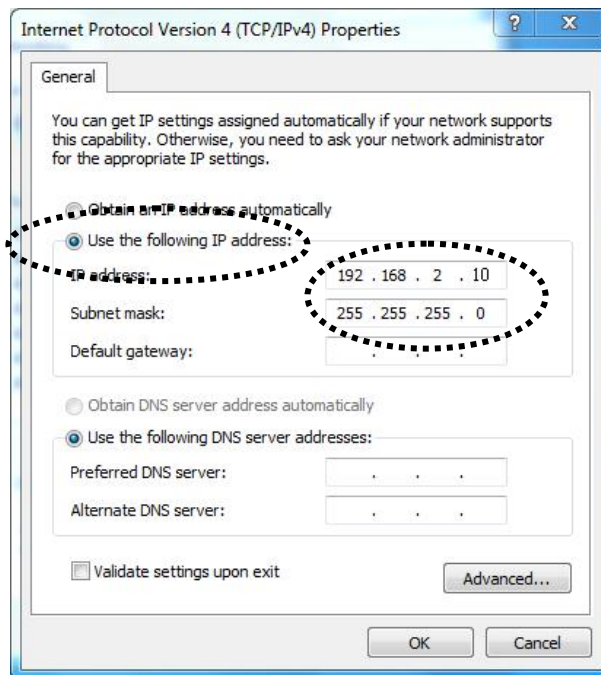 Internet Protocol Version 4 (TCP/IPv4) Properties
?
X
General
You can get IP settings assigned automatically if your network supports
this capability. Otherwise, you need to ask your network administrator
for the appropriate IP settings.
Obtain an IP address automatically
Use the following IP address:
IP address: 192 . 168 . 2 . 10
Subnet mask: 255 . 255 . 255 . 0
Default gateway: . . .
Obtain DNS server address automatically
Use the following DNS server addresses:
Preferred DNS server: . . .
Alternate DNS server: . . .
Validate settings upon exit
Advanced...
OK Cancel